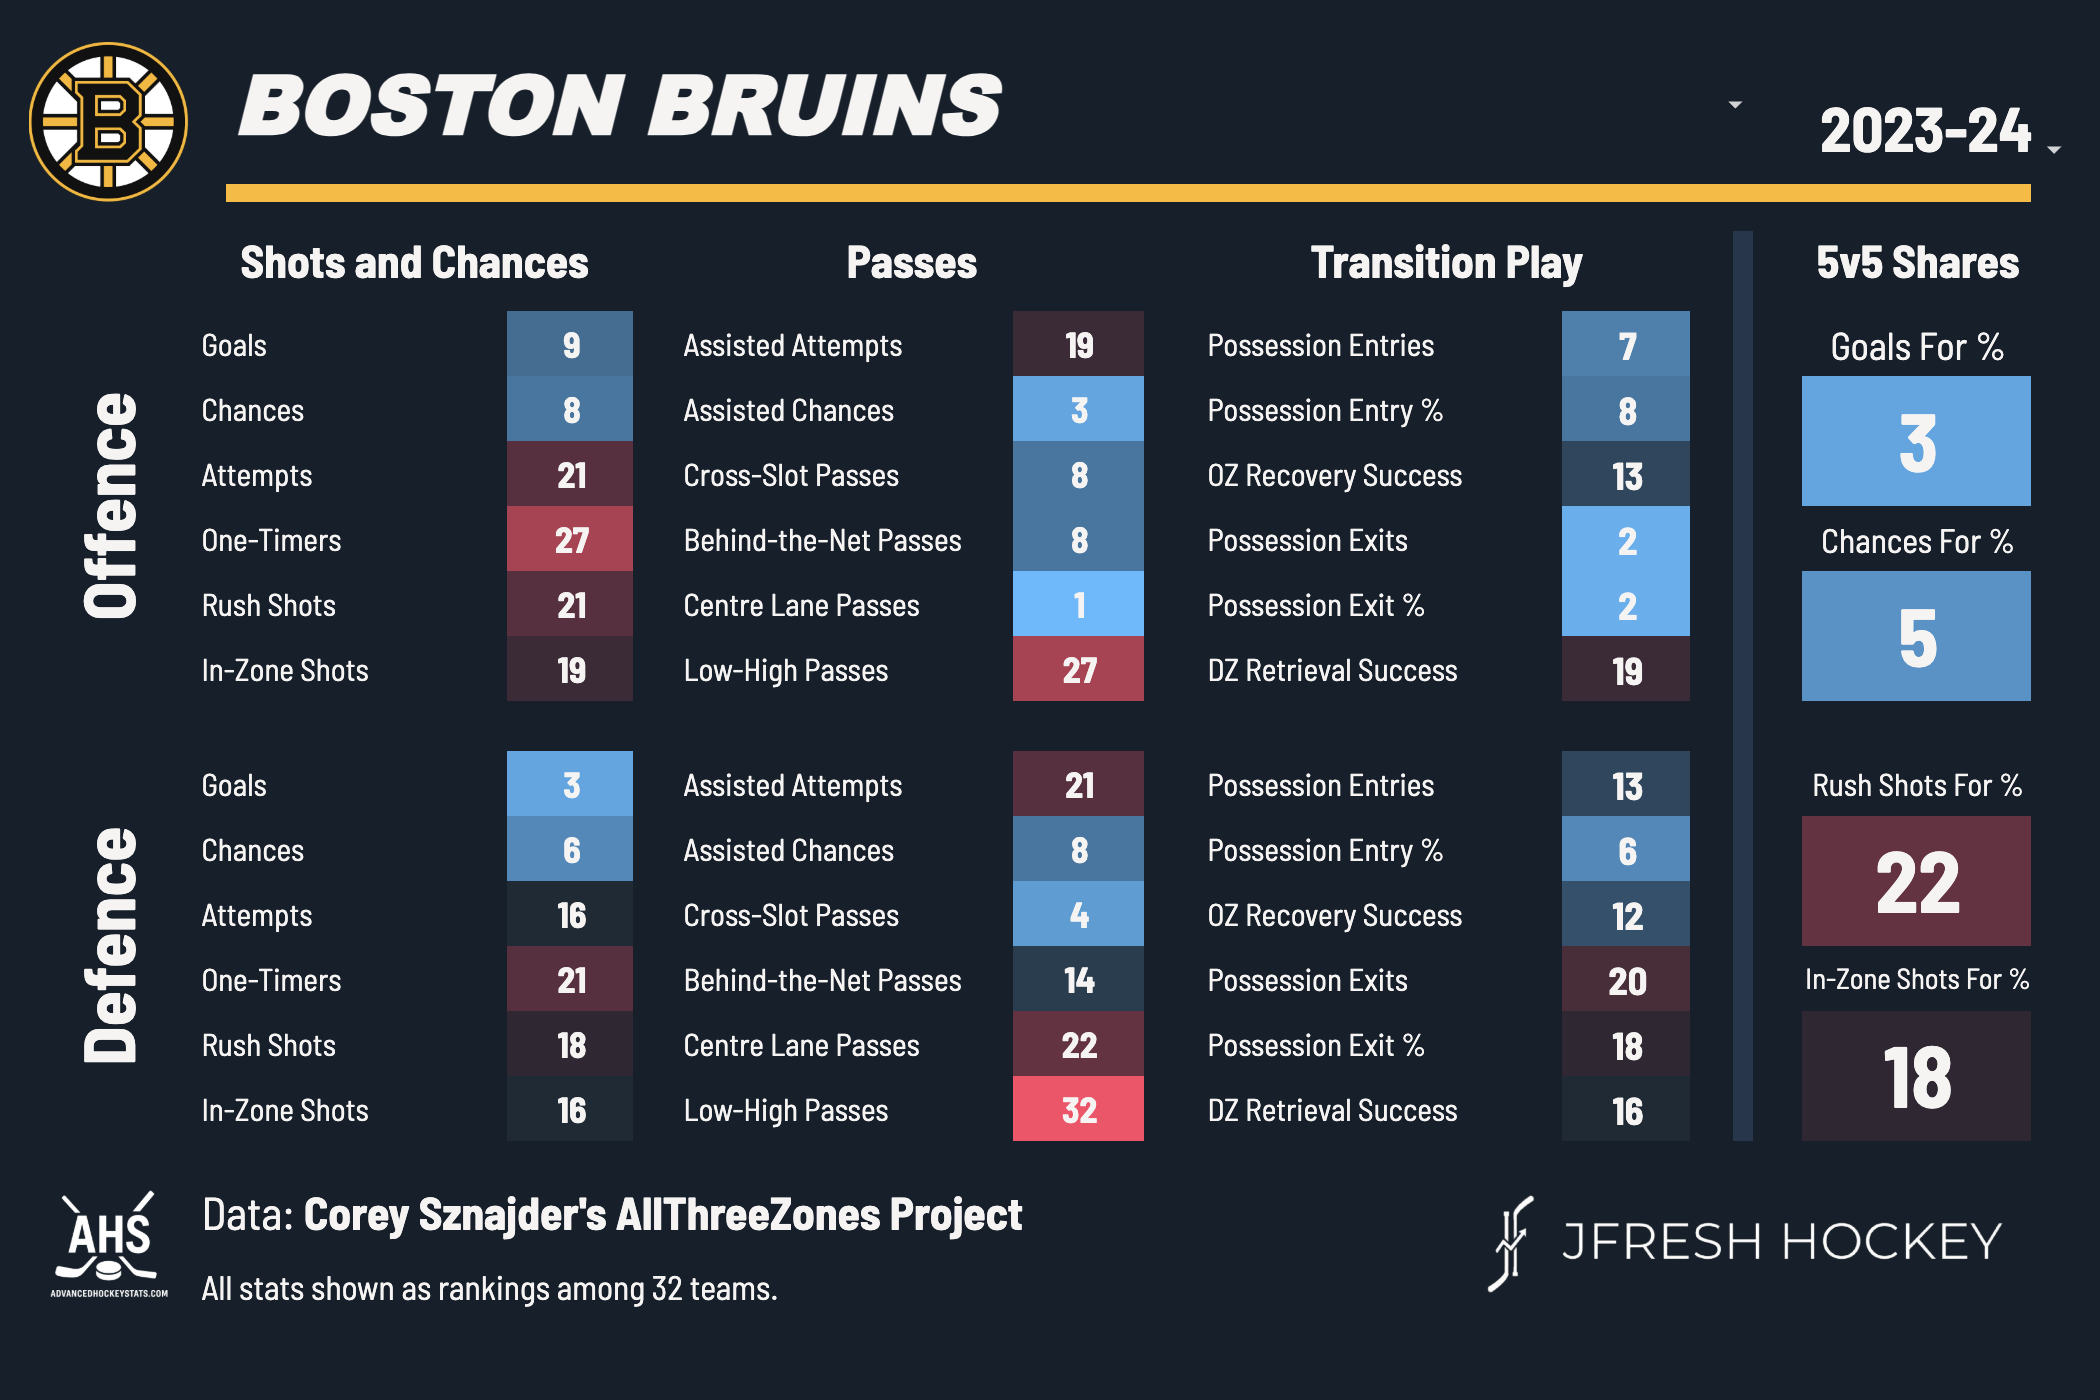 B
BOSTON BRUINS
2023-24
Shots and Chances
Passes
Transition Play
5v5 Shares
Offence
Goals 9
Chances 8
Attempts 21
One-Timers 27
Rush Shots 21
In-Zone Shots 19
Assisted Attempts 19
Assisted Chances 3
Cross-Slot Passes 8
Behind-the-Net Passes 8
Centre Lane Passes 1
Low-High Passes 27
Possession Entries 7
Possession Entry % 8
OZ Recovery Success 13
Possession Exits 2
Possession Exit % 2
DZ Retrieval Success 19
Goals For %
3
Chances For %
5
Defence
Goals 3
Chances 6
Attempts 16
One-Timers 21
Rush Shots 18
In-Zone Shots 16
Assisted Attempts 21
Assisted Chances 8
Cross-Slot Passes 4
Behind-the-Net Passes 14
Centre Lane Passes 22
Low-High Passes 32
Possession Entries 13
Possession Entry % 6
OZ Recovery Success 12
Possession Exits 20
Possession Exit % 18
DZ Retrieval Success 16
Rush Shots For %
22
In-Zone Shots For %
18
AHS
ADVANCEDHOCKEYSTATS.COM
Data: Corey Sznajder's AllThreeZones Project
All stats shown as rankings among 32 teams.
JFRESH HOCKEY